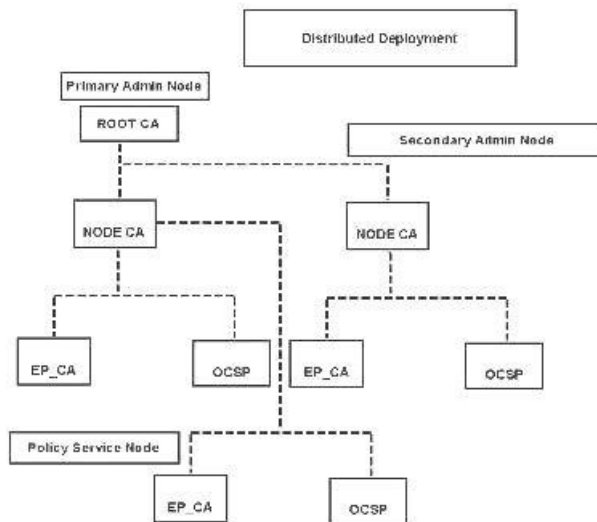 Distributed Deployment
Primary Admin Node
ROOT CA
Secondary Admin Node
NODE CA
NODE CA
EP_CA
OCSP
EP_CA
OCSP
Policy Service Node
EP_CA
OCSP